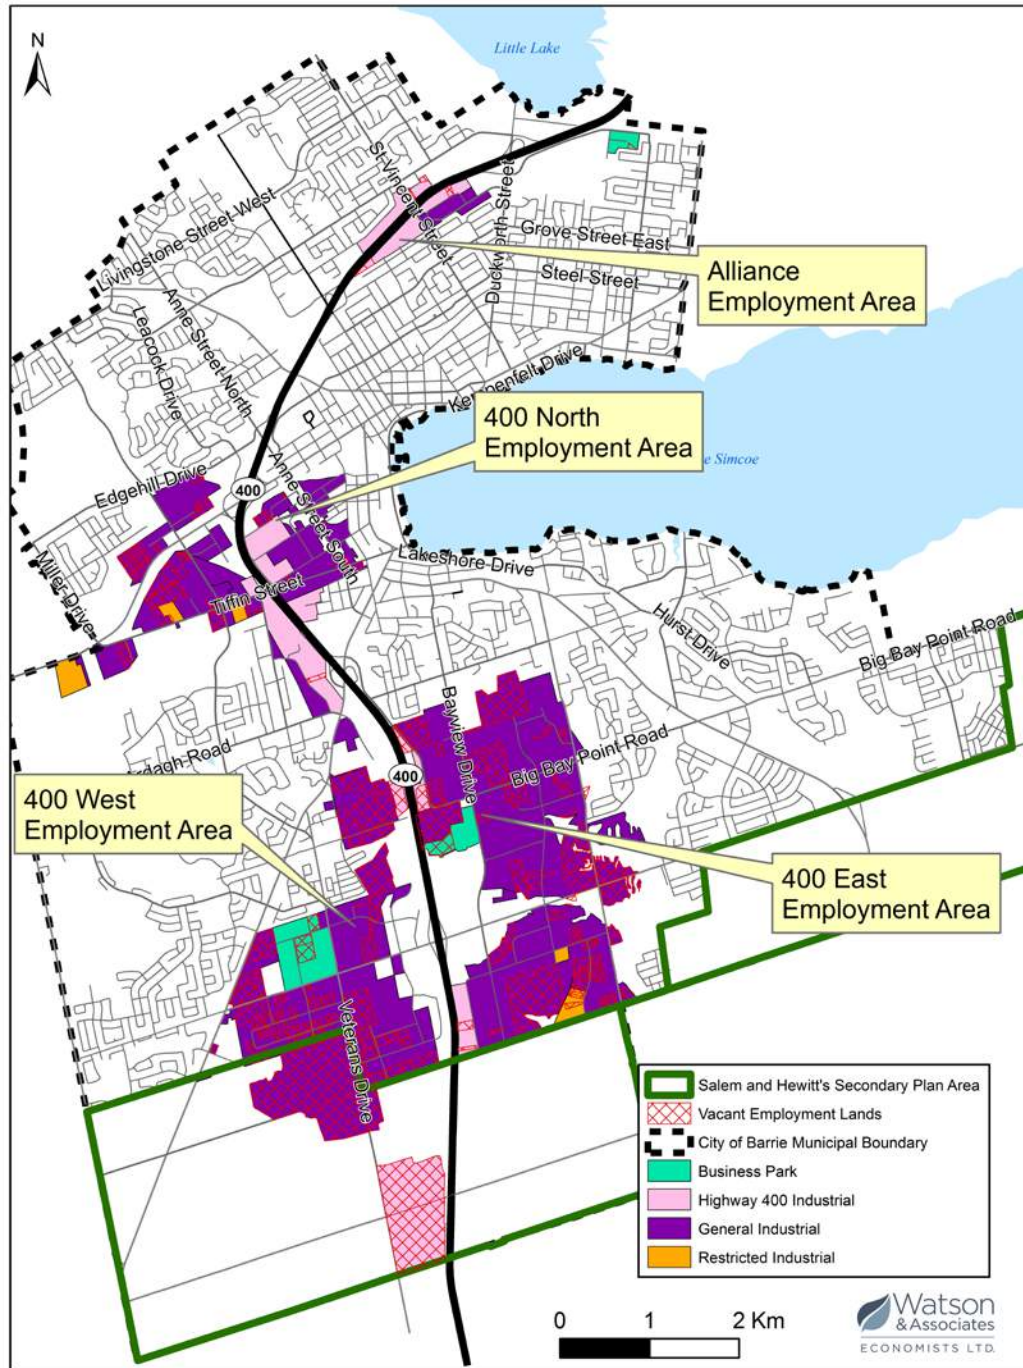 N
Little Lake
St Vincent Street
Livingstone Street West
Duckworth Street
Grove Street East
Steel Street
Alliance
Employment Area
Anne Street North
Leacock Drive
Kempenfelt Drive
400 North
Employment Area
Simcoe
Edgehill Drive
400
Anne Street South
Lakeshore Drive
Miller Drive
Tiffin Street
Hurst Drive
Big Bay Point Road
Bayview Drive
Road
Big Bay Point Road
400
400 West
Employment Area
400 East
Employment Area
Veterans Drive
Salem and Hewitt's Secondary Plan Area
Vacant Employment Lands
City of Barrie Municipal Boundary
Business Park
Highway 400 Industrial
General Industrial
Restricted Industrial
0 1 2 Km
Watson
& Associates
ECONOMISTS LTD.